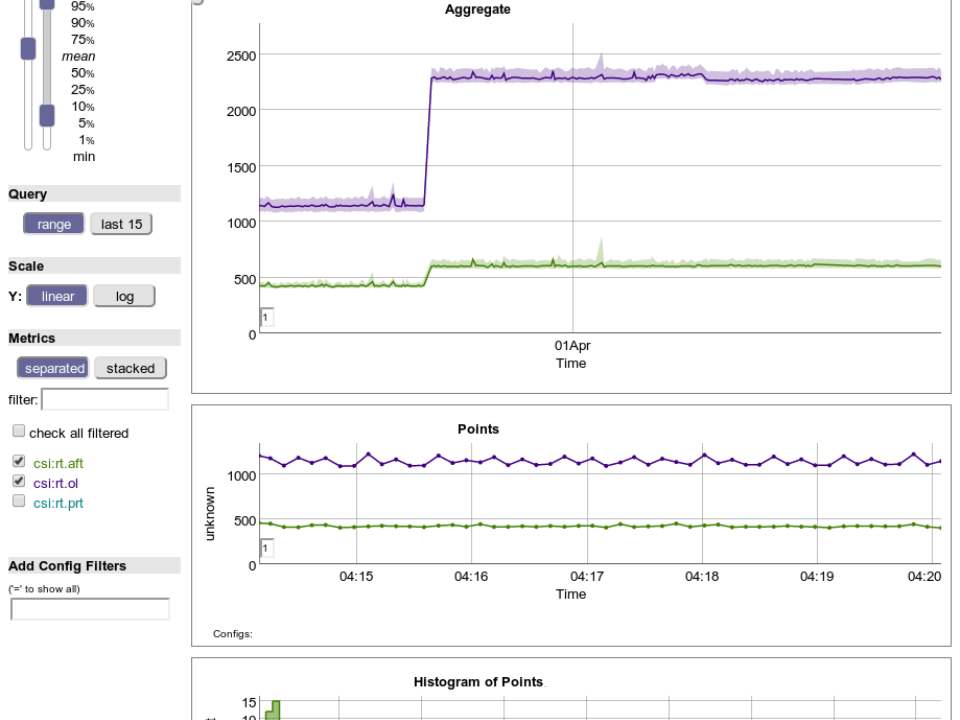 95%
90%
75%
mean
50%
25%
10%
5%
1%
min
Query
range
last 15
Scale
Y:
linear
log
Metrics
separated
stacked
filter:
check all filtered
csi:rt.aft
csi:rt.ol
csi:rt.prt
Add Config Filters
('=' to show all)
Aggregate
2500
2000
1500
1000
500
0
1
01Apr
Time
Points
unknown
1000
500
0
1
04:15
04:16
04:17
04:18
04:19
04:20
Time
Configs:
Histogram of Points
15
10